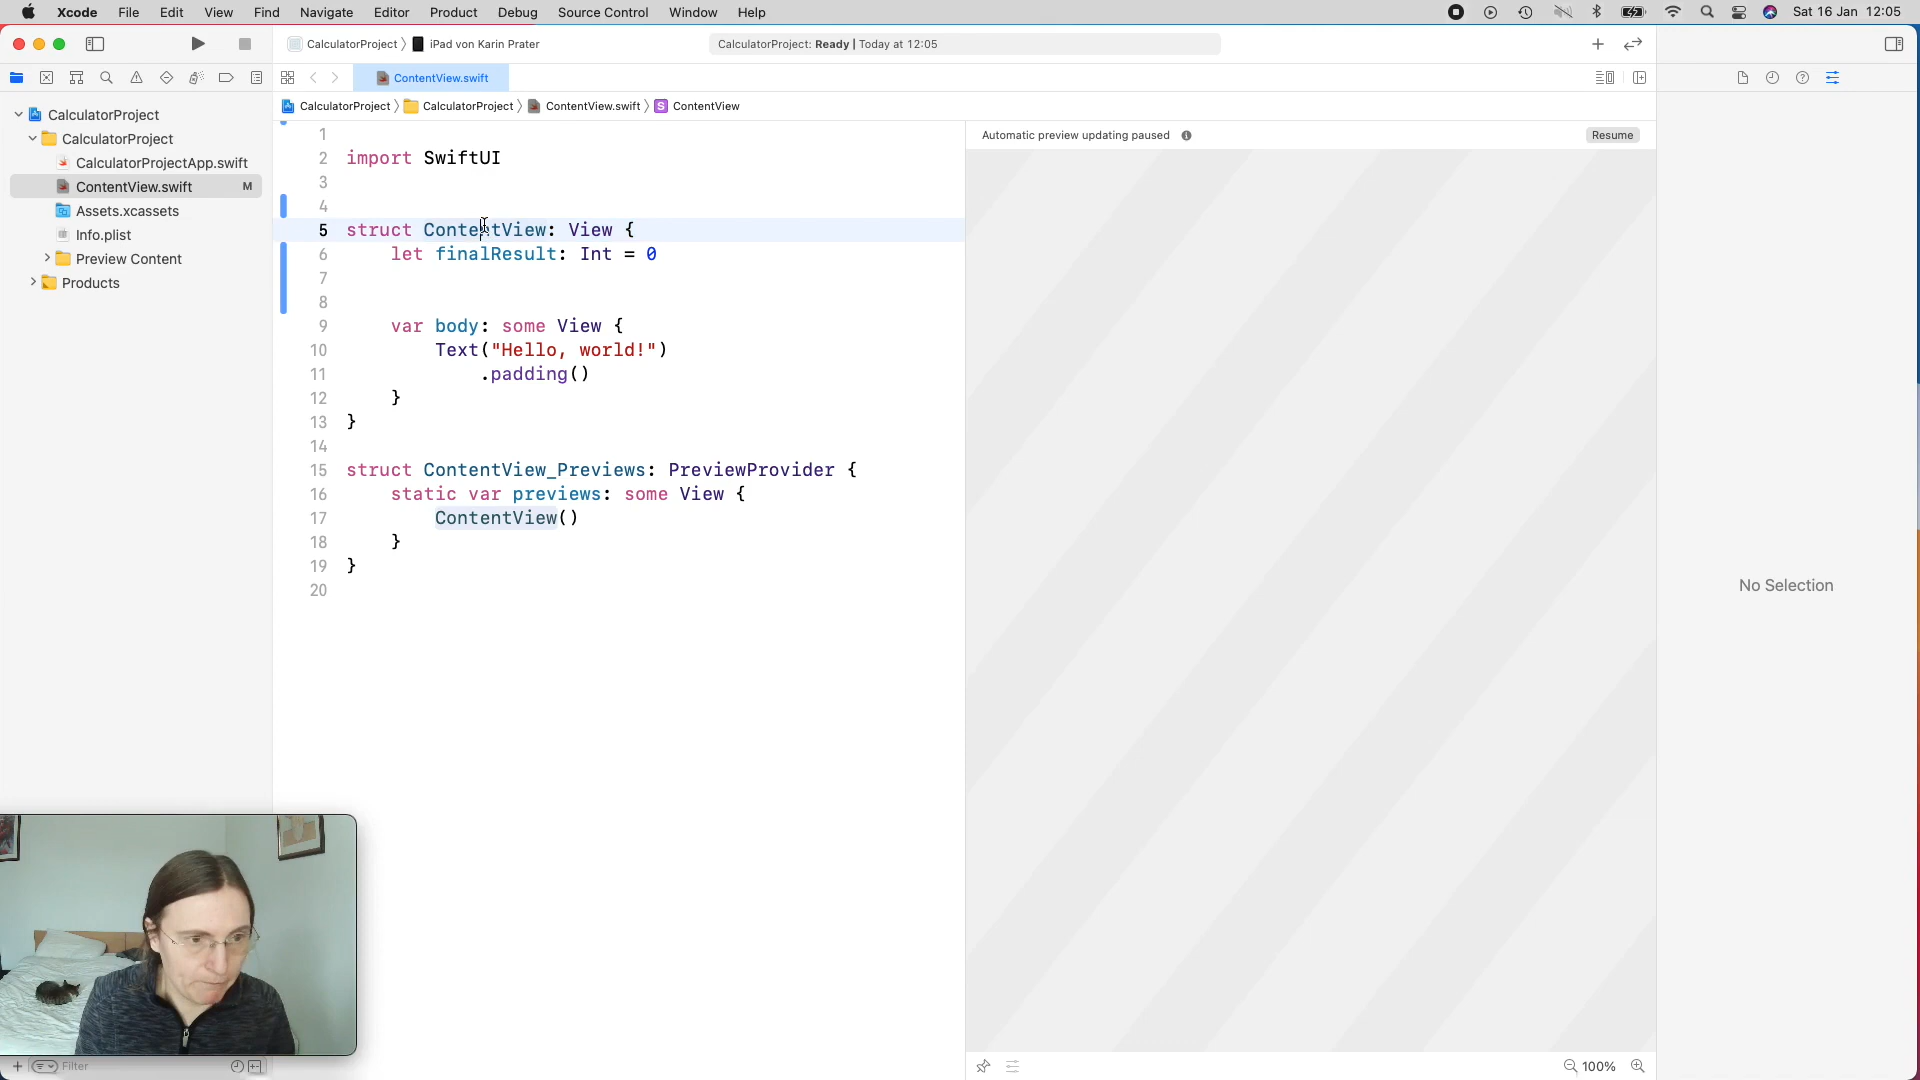 Xcode File Edit View Find Navigate Editor Product Debug Source Control Window Help Sat 16 Jan 12:05
CalculatorProject iPad von Karin Prater CalculatorProject: Ready | Today at 12:05
ContentView.swift
CalculatorProject CalculatorProject ContentView.swift S ContentView
CalculatorProject
CalculatorProject
CalculatorProjectApp.swift
ContentView.swift M
Assets.xcassets
Info.plist
Preview Content
Products
1
2 import SwiftUI
3
4
5 struct ContentView: View {
6 let finalResult: Int = 0
7
8
9 var body: some View {
10 Text("Hello, world!")
11 .padding()
12 }
13 }
14
15 struct ContentView_Previews: PreviewProvider {
16 static var previews: some View {
17 ContentView()
18 }
19 }
20
Automatic preview updating paused Resume
No Selection
Filter
100%